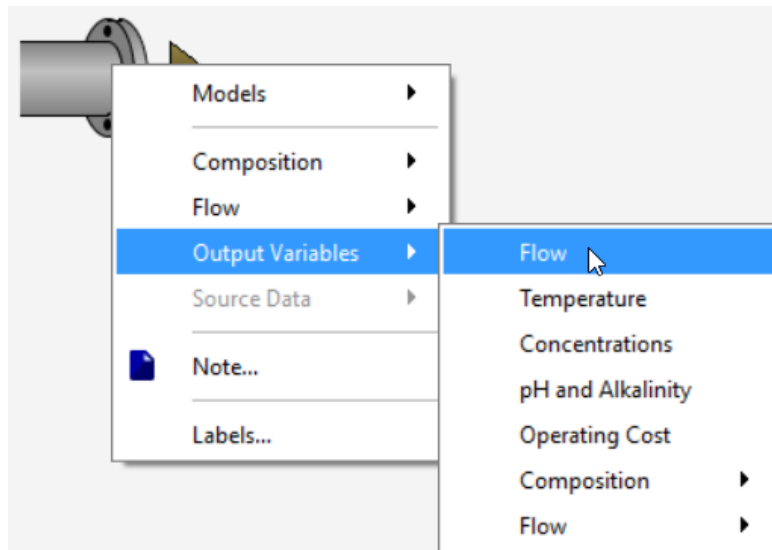 Models
Composition
Flow
Output Variables
Source Data
Note...
Labels...
Flow
Temperature
Concentrations
pH and Alkalinity
Operating Cost
Composition
Flow